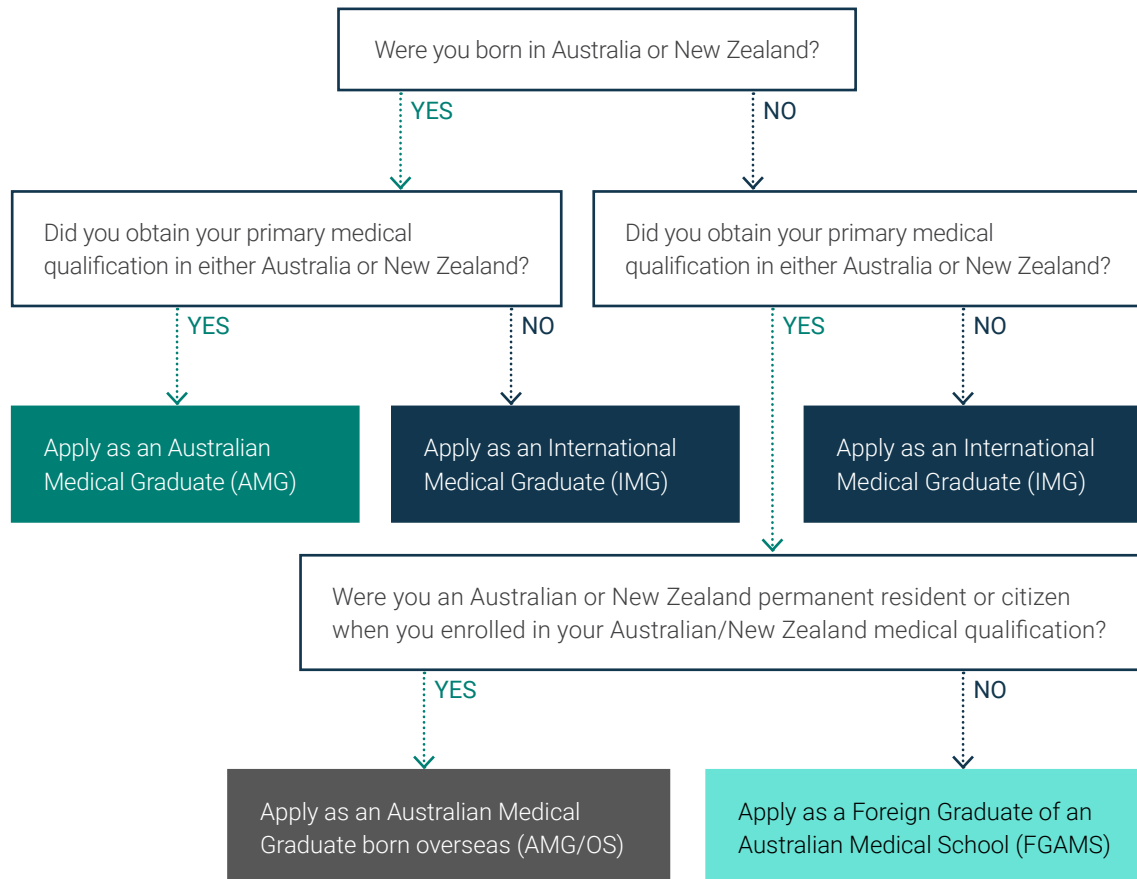 Were you born in Australia or New Zealand?
YES
NO
Did you obtain your primary medical
qualification in either Australia or New Zealand?
Did you obtain your primary medical
qualification in either Australia or New Zealand?
YES
NO
YES
NO
Apply as an Australian
Medical Graduate (AMG)
Apply as an International
Medical Graduate (IMG)
Apply as an International
Medical Graduate (IMG)
Were you an Australian or New Zealand permanent resident or citizen
when you enrolled in your Australian/New Zealand medical qualification?
YES
NO
Apply as an Australian Medical
Graduate born overseas (AMG/OS)
Apply as a Foreign Graduate of an
Australian Medical School (FGAMS)